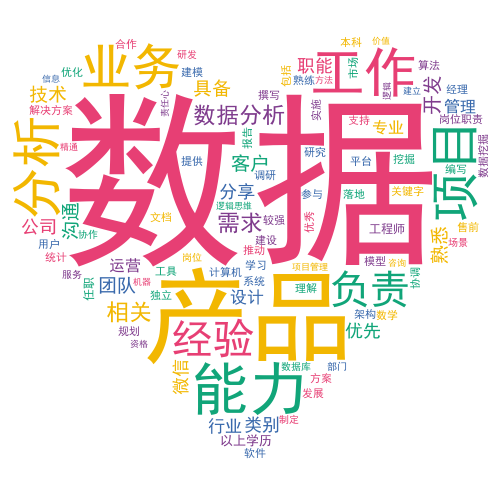 合作
研发
本科
价值
信息
优化
建模
业务
职能
包括
熟练
方法
市场
工作
逻辑
算法
建立
开发
经理
管理
技术
具备
责任心
解决方案
数据分析
撰写
实施
支持
专业
岗位职责
数据挖掘
分析
精通
数据
提供
报告
客户
研究
调研
平台
挖掘
项目
编写
沟通
协作
分享
逻辑思维
参与
落地
关键字
公司
用户
文档
需求
较强
优秀
工程师
熟悉
售前
场景
统计
运营
岗位
推动
建设
服务
任职
团队
工具
机器
独立
计算机
学习
系统
项目管理
模型
咨询
协调
产品
设计
理解
负责
相关
规划
资格
经验
架构
数学
优先
微信
能力
数据库
部门
方案
发展
行业
类别
制定
以上学历
软件